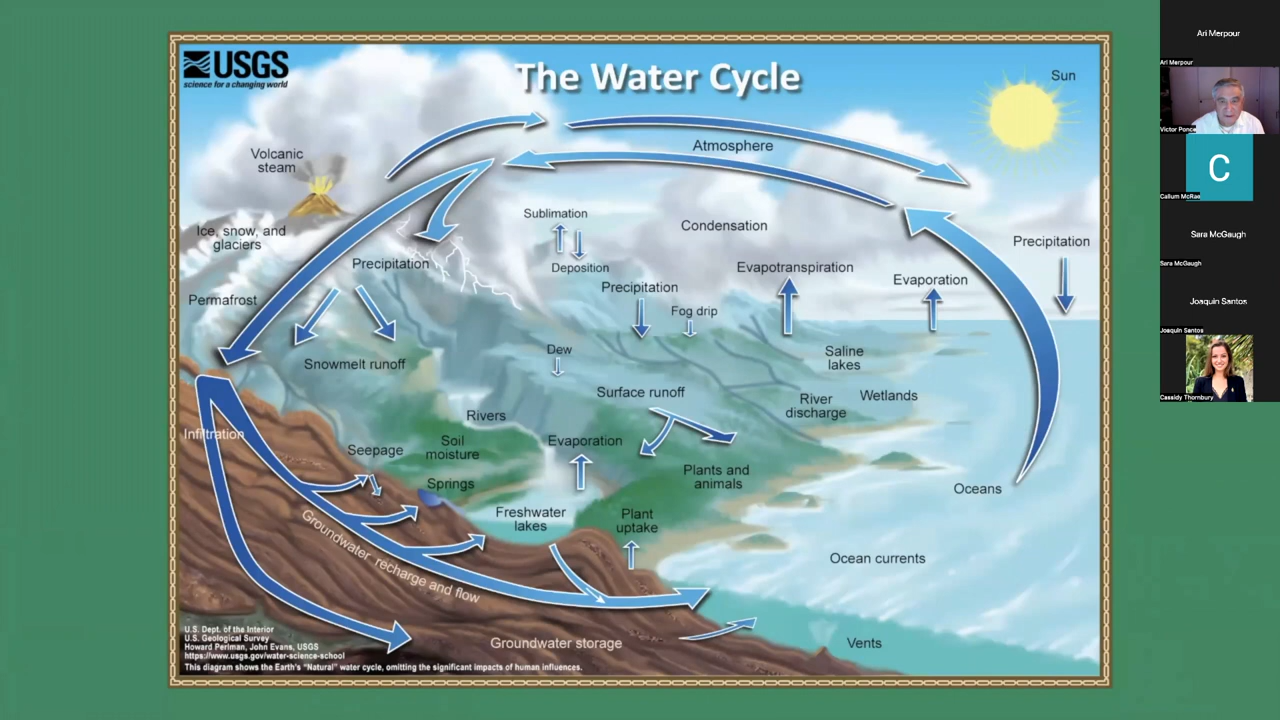 USGS
science for a changing world
The Water Cycle
Sun
Atmosphere
Volcanic
steam
Sublimation
Condensation
Ice, snow, and
glaciers
Precipitation
Precipitation
Deposition
Evapotranspiration
Evaporation
Precipitation
Permafrost
Fog drip
Dew
Snowmelt runoff
Saline
lakes
Surface runoff
River
discharge
Wetlands
Rivers
Infiltration
Seepage
Soil
moisture
Evaporation
Plants and
animals
Springs
Oceans
Freshwater
lakes
Plant
uptake
Groundwater recharge and flow
Ocean currents
Groundwater storage
Vents
U.S. Dept. of the Interior
U.S. Geological Survey
Howard Perlman, John Evans, USGS
https://www.usgs.gov/water-science-school
This diagram shows the Earth's "Natural" water cycle, omitting the significant impacts of human influences.
Ari Merpour
Ari Merpour
Victor Ponce
C
Callum McRae
Sara McGaugh
Sara McGaugh
Joaquin Santos
Joaquin Santos
Cassidy Thornbury